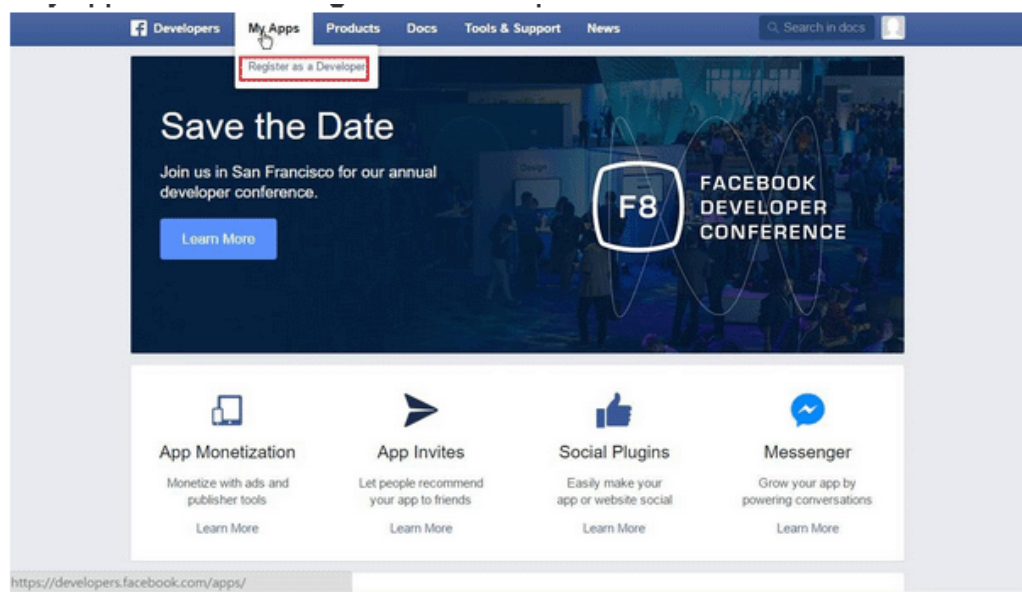 Developers
My Apps
Products
Docs
Tools & Support
News
Search in docs
Register as a Developer
Save the Date
Join us in San Francisco for our annual
developer conference.
Learn More
Design
F8
FACEBOOK
DEVELOPER
CONFERENCE
App Monetization
Monetize with ads and
publisher tools
Learn More
App Invites
Let people recommend
your app to friends
Learn More
Social Plugins
Easily make your
app or website social
Learn More
Messenger
Grow your app by
powering conversations
Learn More
https://developers.facebook.com/apps/